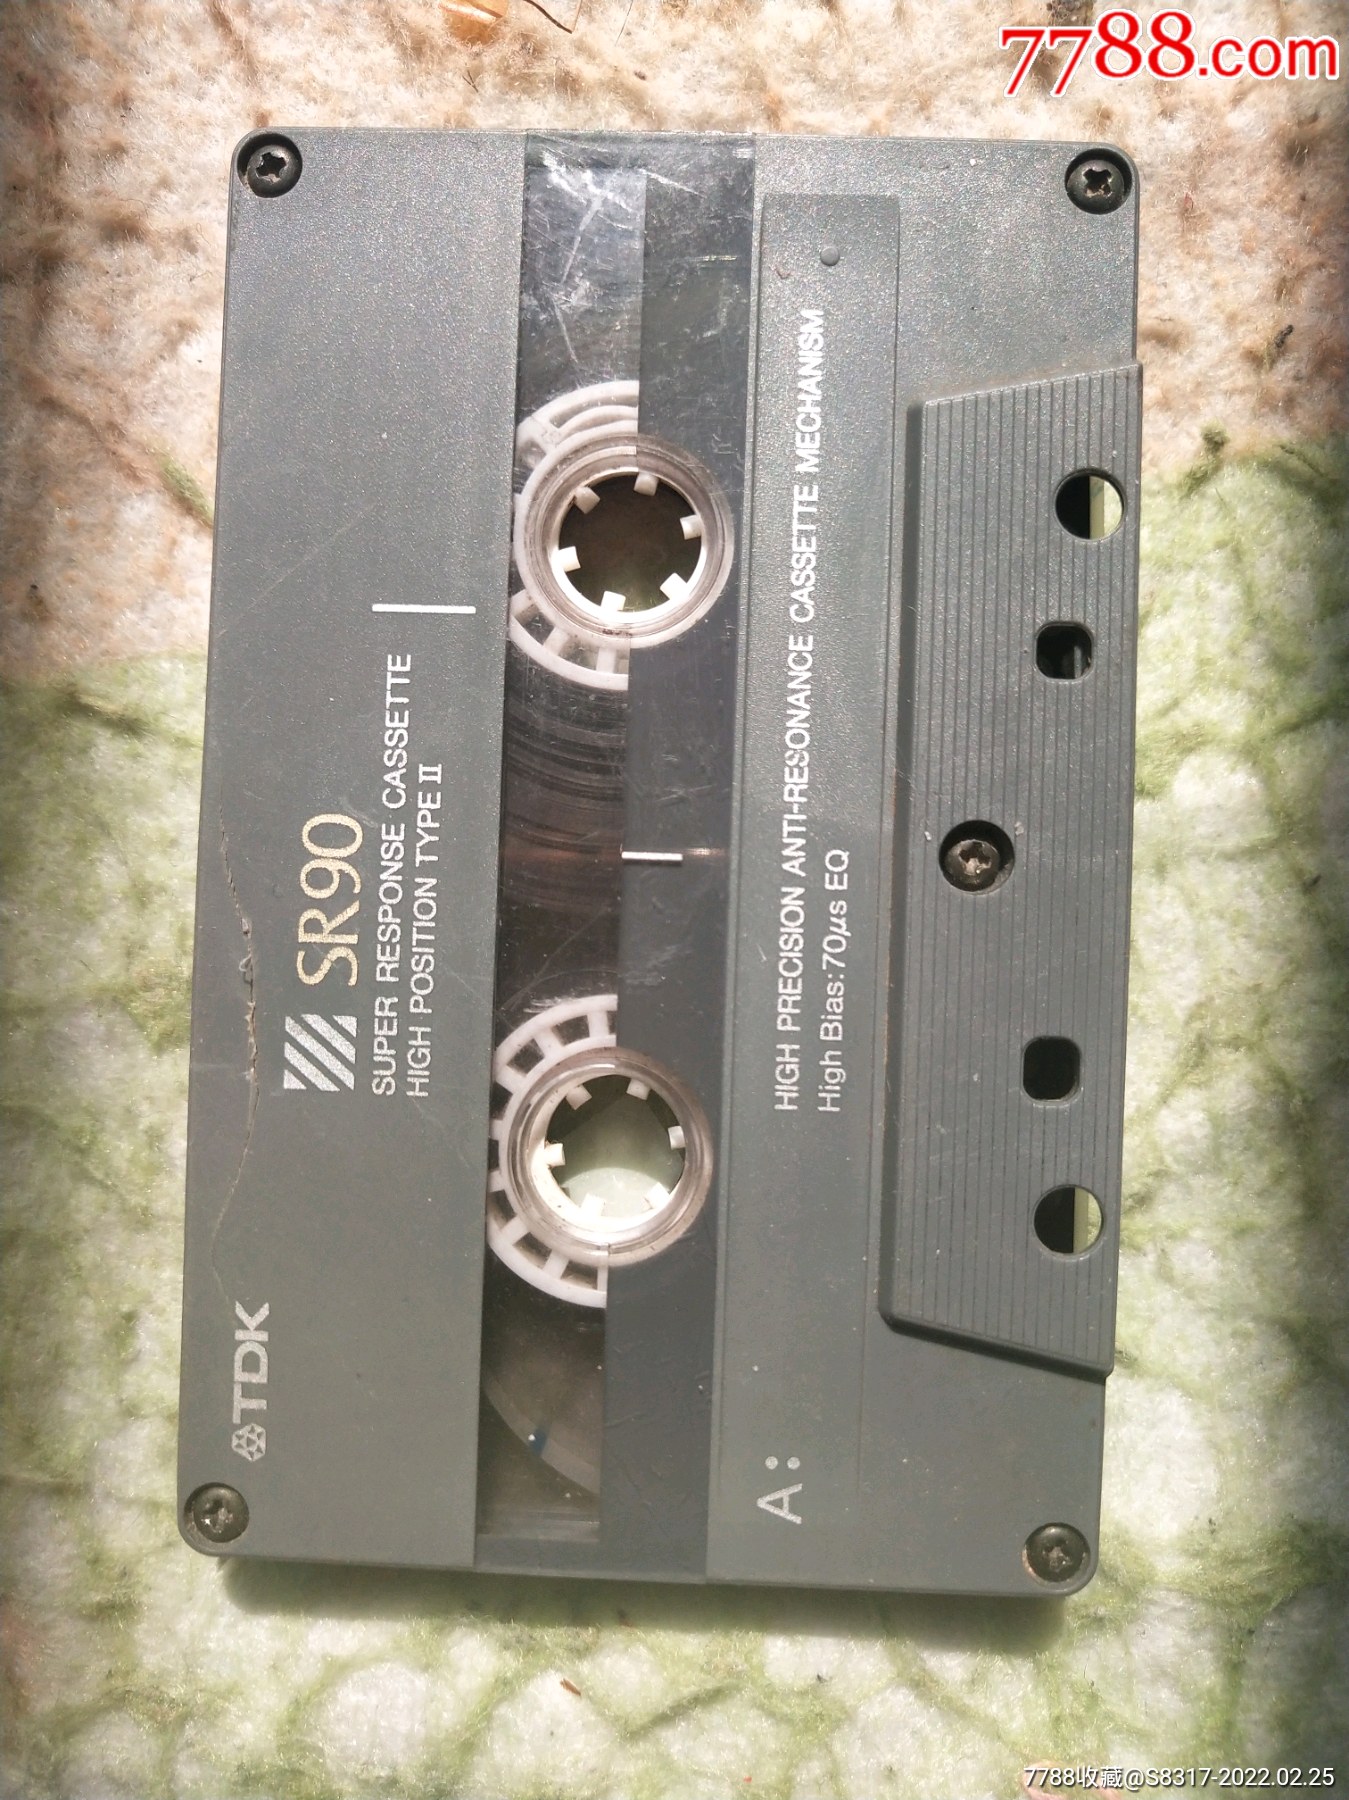 7788.com
TDK
SR90
SUPER RESPONSE CASSETTE
HIGH POSITION TYPE II
HIGH PRECISION ANTI-RESONANCE CASSETTE MECHANISM
High Bias:70μs EQ
A:
7788收藏@S8317-2022.02.25